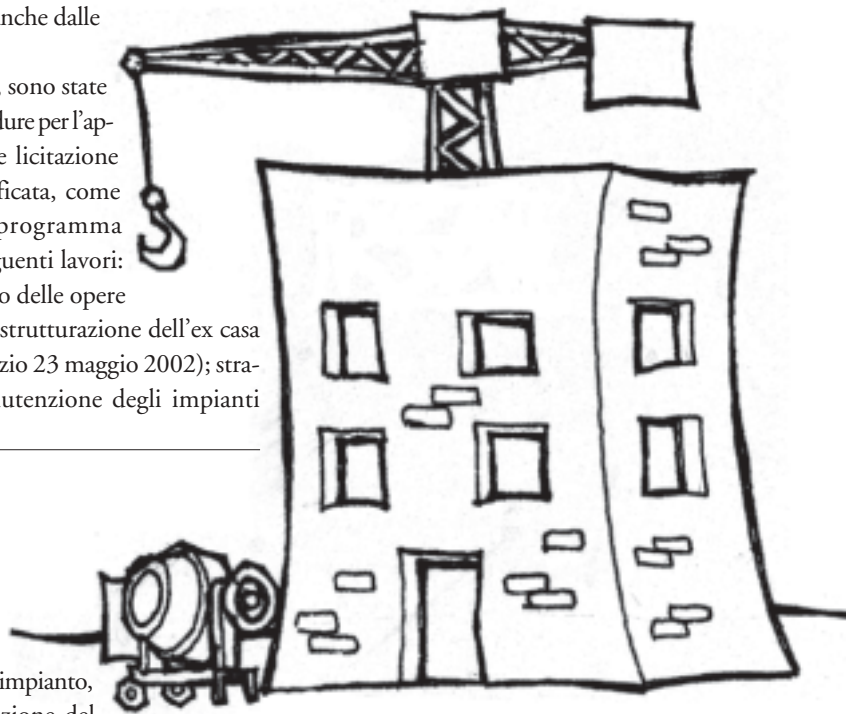 anche dalle
sono state
dure per l'ap-
e licitazione
ficata, come
programma
guenti lavori:
o delle opere
strutturazione dell'ex casa
zio 23 maggio 2002); stra-
utenzione degli impianti
impianto,
zione del